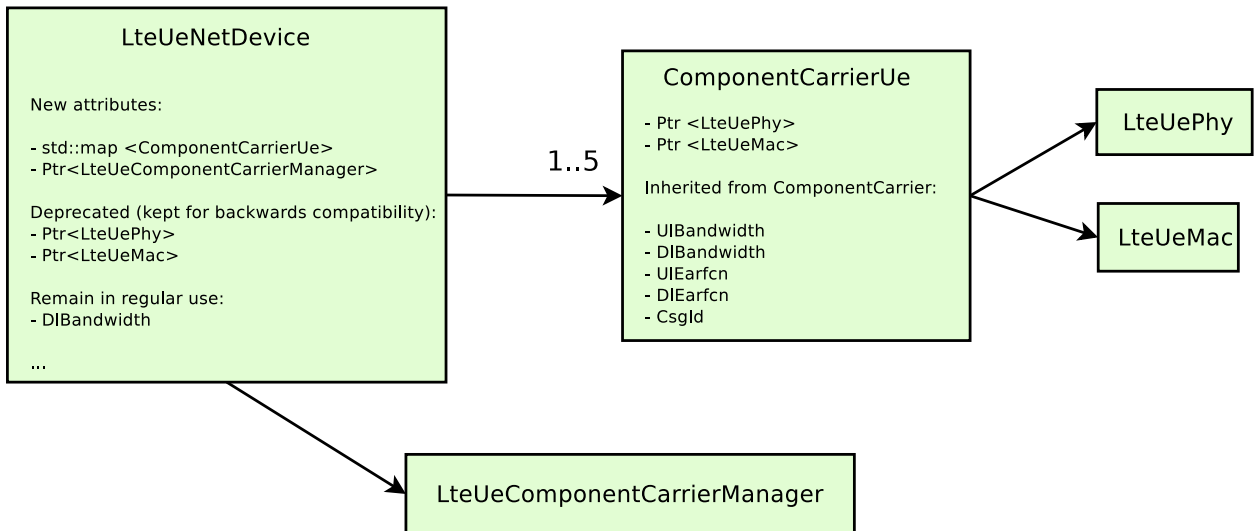 LteUeNetDevice
New attributes:
- std::map <ComponentCarrierUe>
- Ptr<LteUeComponentCarrierManager>
Deprecated (kept for backwards compatibility):
- Ptr<LteUePhy>
- Ptr<LteUeMac>
Remain in regular use:
- DlBandwidth
...
1..5
ComponentCarrierUe
- Ptr <LteUePhy>
- Ptr <LteUeMac>
Inherited from ComponentCarrier:
- UlBandwidth
- DlBandwidth
- UlEarfcn
- DlEarfcn
- CsgId
LteUePhy
LteUeMac
LteUeComponentCarrierManager